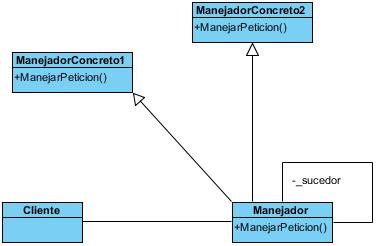 ManejadorConcreto2
+ManejarPeticion()
ManejadorConcreto1
+ManejarPeticion()
-_sucedor
Cliente
Manejador
+ManejarPeticion()